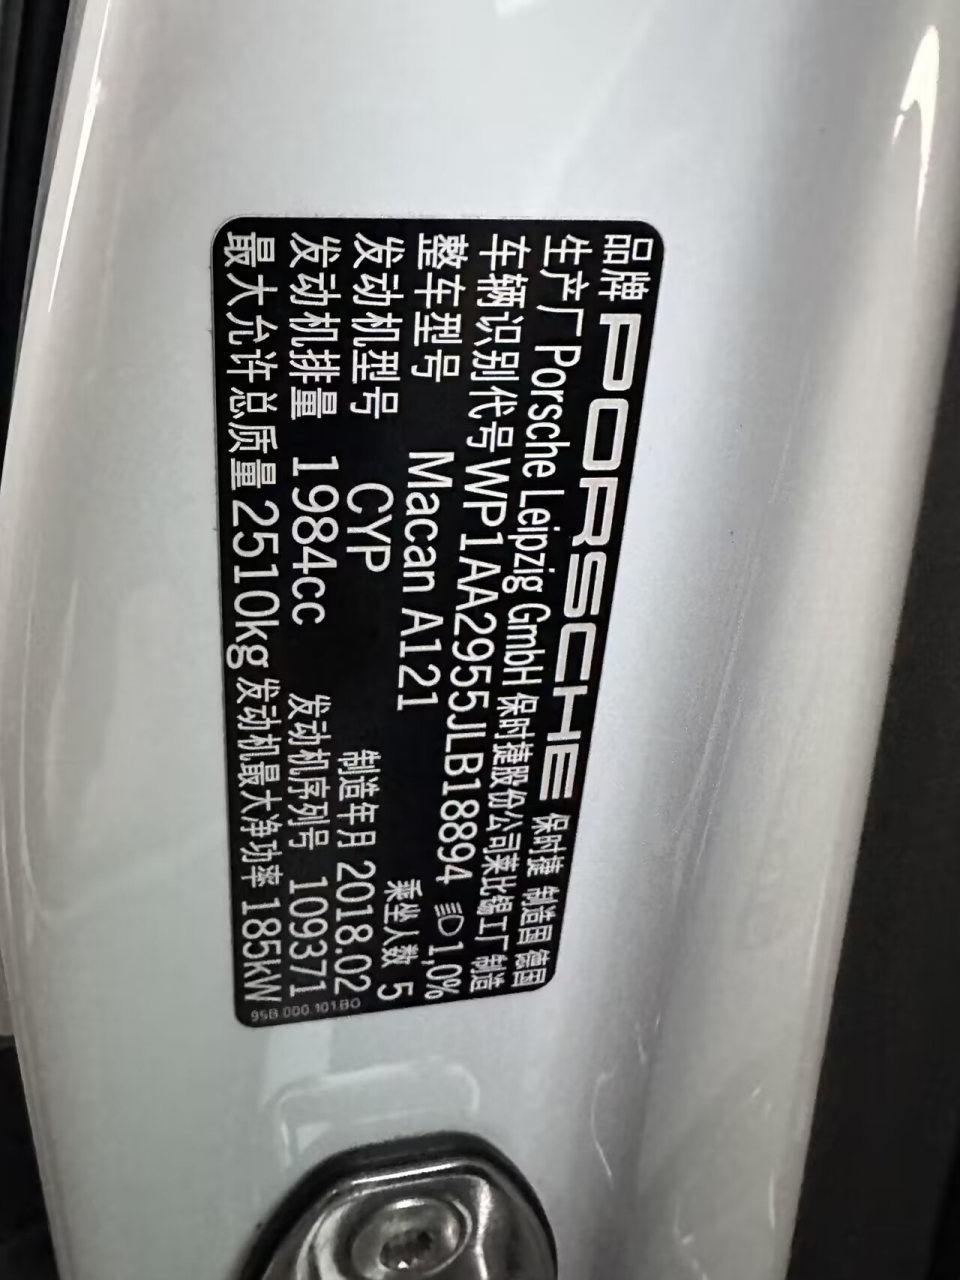 品牌 PORSCHE 保时捷 制造国 德国
生产厂 Porsche Leipzig GmbH 保时捷股份公司莱比锡工厂 制造
车辆识别代号 WP1AA2955JLB18894 1,0%
整车型号 Macan A121 乘坐人数 5
发动机型号 CYP 制造年月 2018.02
发动机排量 1984cc 发动机序列号 109371
最大允许总质量 2510kg 发动机最大净功率 185kW
95B.000.101.BO